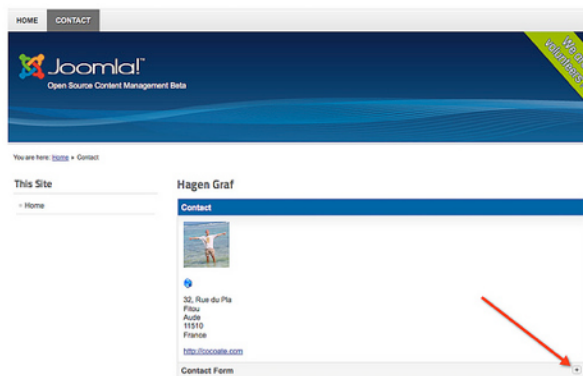 HOME CONTACT
Joomla!™
Open Source Content Management Beta
We are
volunteers
You are here: Home » Contact
This Site
Home
Hagen Graf
Contact
32, Rue du Pla
Fitou
Aude
11510
France
http://cocoate.com
Contact Form